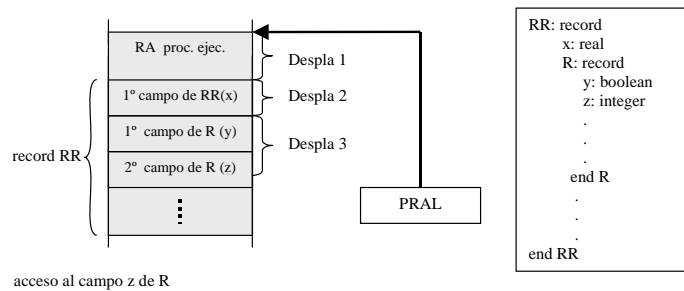 RA proc. ejec.
1º campo de RR(x)
1º campo de R (y)
2º campo de R (z)
record RR
Despla 1
Despla 2
Despla 3
PRAL
RR: record
x: real
R: record
y: boolean
z: integer
.
.
.
end R
.
.
.
end RR
acceso al campo z de R